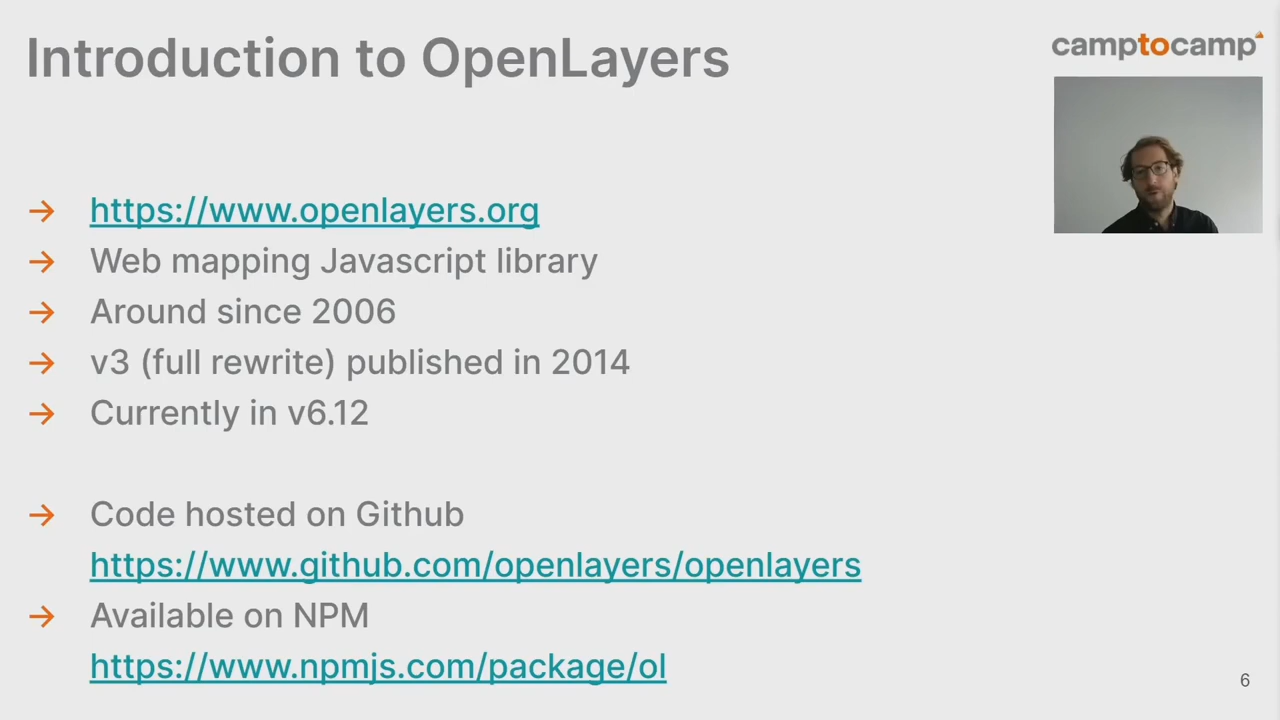 Introduction to OpenLayers
camptocamp
→ https://www.openlayers.org
→ Web mapping Javascript library
→ Around since 2006
→ v3 (full rewrite) published in 2014
→ Currently in v6.12
→ Code hosted on Github
https://www.github.com/openlayers/openlayers
→ Available on NPM
https://www.npmjs.com/package/ol
6